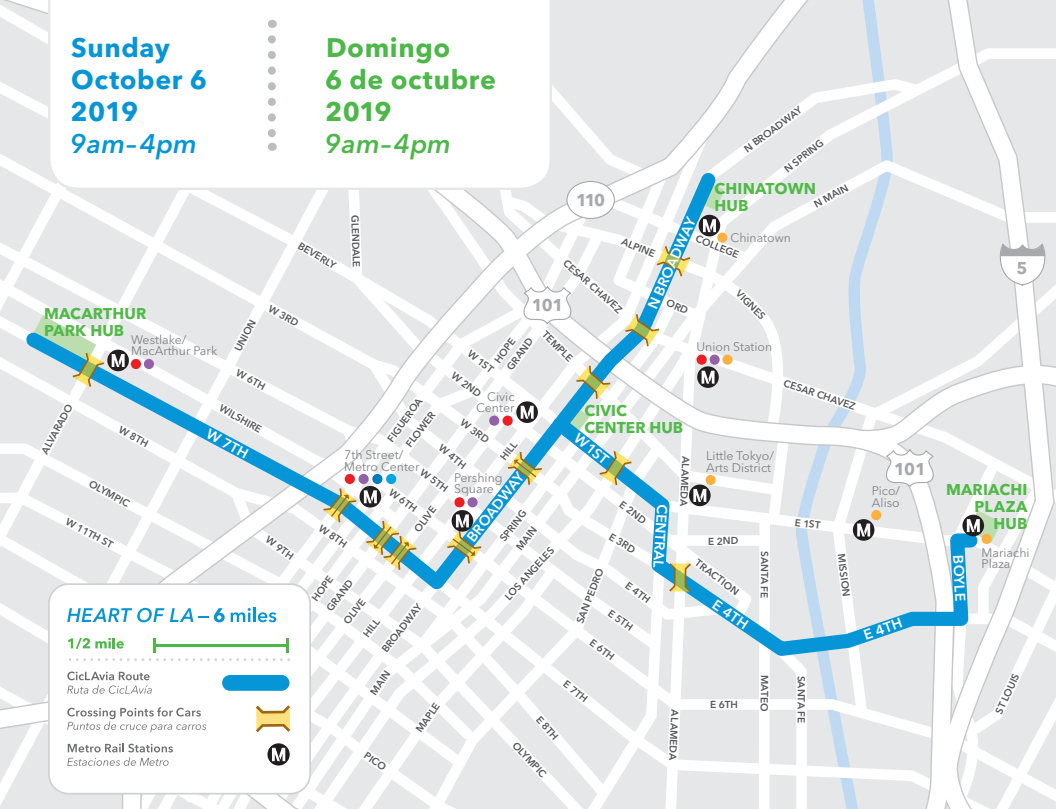 Sunday
October 6
2019
9am–4pm
Domingo
6 de octubre
2019
9am–4pm
110
N BROADWAY
N SPRING
N MAIN
CHINATOWN
HUB
M
Chinatown
COLLEGE
ALPINE
N BROADWAY
GLENDALE
BEVERLY
CESAR CHAVEZ
ORD
VIGNES
5
101
MACARTHUR
PARK HUB
M
Westlake/
MacArthur Park
UNION
W 3RD
W 6TH
WILSHIRE
W 1ST
HOPE
GRAND
TEMPLE
W 2ND
Union Station
M
CESAR CHAVEZ
Civic
Center
M
CIVIC
CENTER HUB
ALVARADO
W 8TH
W 7TH
FIGUEROA
FLOWER
W 3RD
HILL
W 1ST
W 4TH
7th Street/
Metro Center
M
W 5TH
W 6TH
Pershing
Square
M
OLIVE
BROADWAY
Little Tokyo/
Arts District
M
ALAMEDA
101
Pico/
Aliso
M
MARIACHI
PLAZA
HUB
M
Mariachi
Plaza
OLYMPIC
W 11TH ST
W 9TH
W 8TH
SPRING
MAIN
E 2ND
E 3RD
CENTRAL
E 1ST
E 2ND
TRACTION
SANTA FE
MISSION
BOYLE
LOS ANGELES
SAN PEDRO
E 4TH
E 4TH
E 4TH
E 5TH
E 6TH
HOPE
GRAND
OLIVE
HILL
BROADWAY
MAIN
MAPLE
PICO
E 7TH
E 8TH
OLYMPIC
ALAMEDA
E 6TH
MATEO
SANTA FE
ST LOUIS
HEART OF LA – 6 miles
1/2 mile
CicLAvia Route
Ruta de CicLAvía
Crossing Points for Cars
Puntos de cruce para carros
Metro Rail Stations
Estaciones de Metro
M